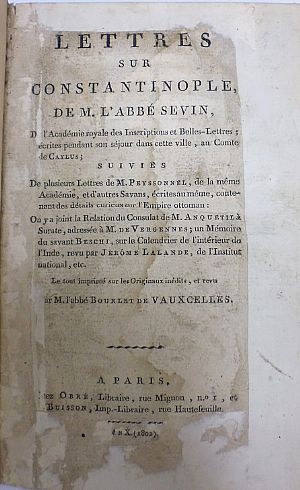 LETTRES
SUR
CONSTANTINOPLE,
DE M. L'ABBÉ SEVIN,
De l'Académie royale des Inscriptions et Belles-Lettres;
écrites pendant son séjour dans cette ville, au Comte
de CAYLUS;
SUIVIES
De plusieurs Lettres de M. PEYSSONNEL, de la même
Académie, et d'autres Savans, écrites au même, conte-
nant des détails curieux sur l'Empire ottoman:
On y a joint la Relation du Consulat de M. ANQUETIL à
Surate, adressée à M. DE VERGENNES; un Mémoire
du savant BESCHI, sur le Calendrier de l'intérieur de
l'Inde, revu par JÉRÔME LALANDE, de l'Institut
national, etc.
Le tout imprimé sur les Originaux inédits, et revu
par M. l'abbé BOURLET DE VAUXCELLES.
A PARIS,
chez OBRÉ, Libraire, rue Mignon, n.o 1, et
BUISSON, Imp.-Libraire, rue Hautefeuille.
An X. (1802)